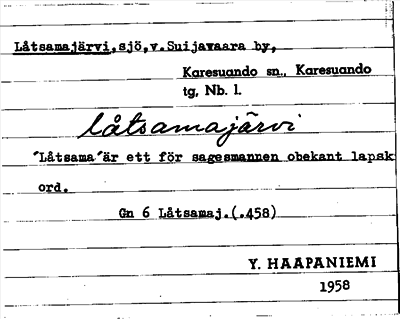 Låtsamajärvi,sjö,v.Suijavaara by,
Karesuando sn., Karesuando
tg, Nb. l.
låtsamajärvi
"Låtsama"är ett för sagesmannen obekant lapsk
ord.
Gn 6 Låtsamaj.(.458)
Y. HAAPANIEMI
1958